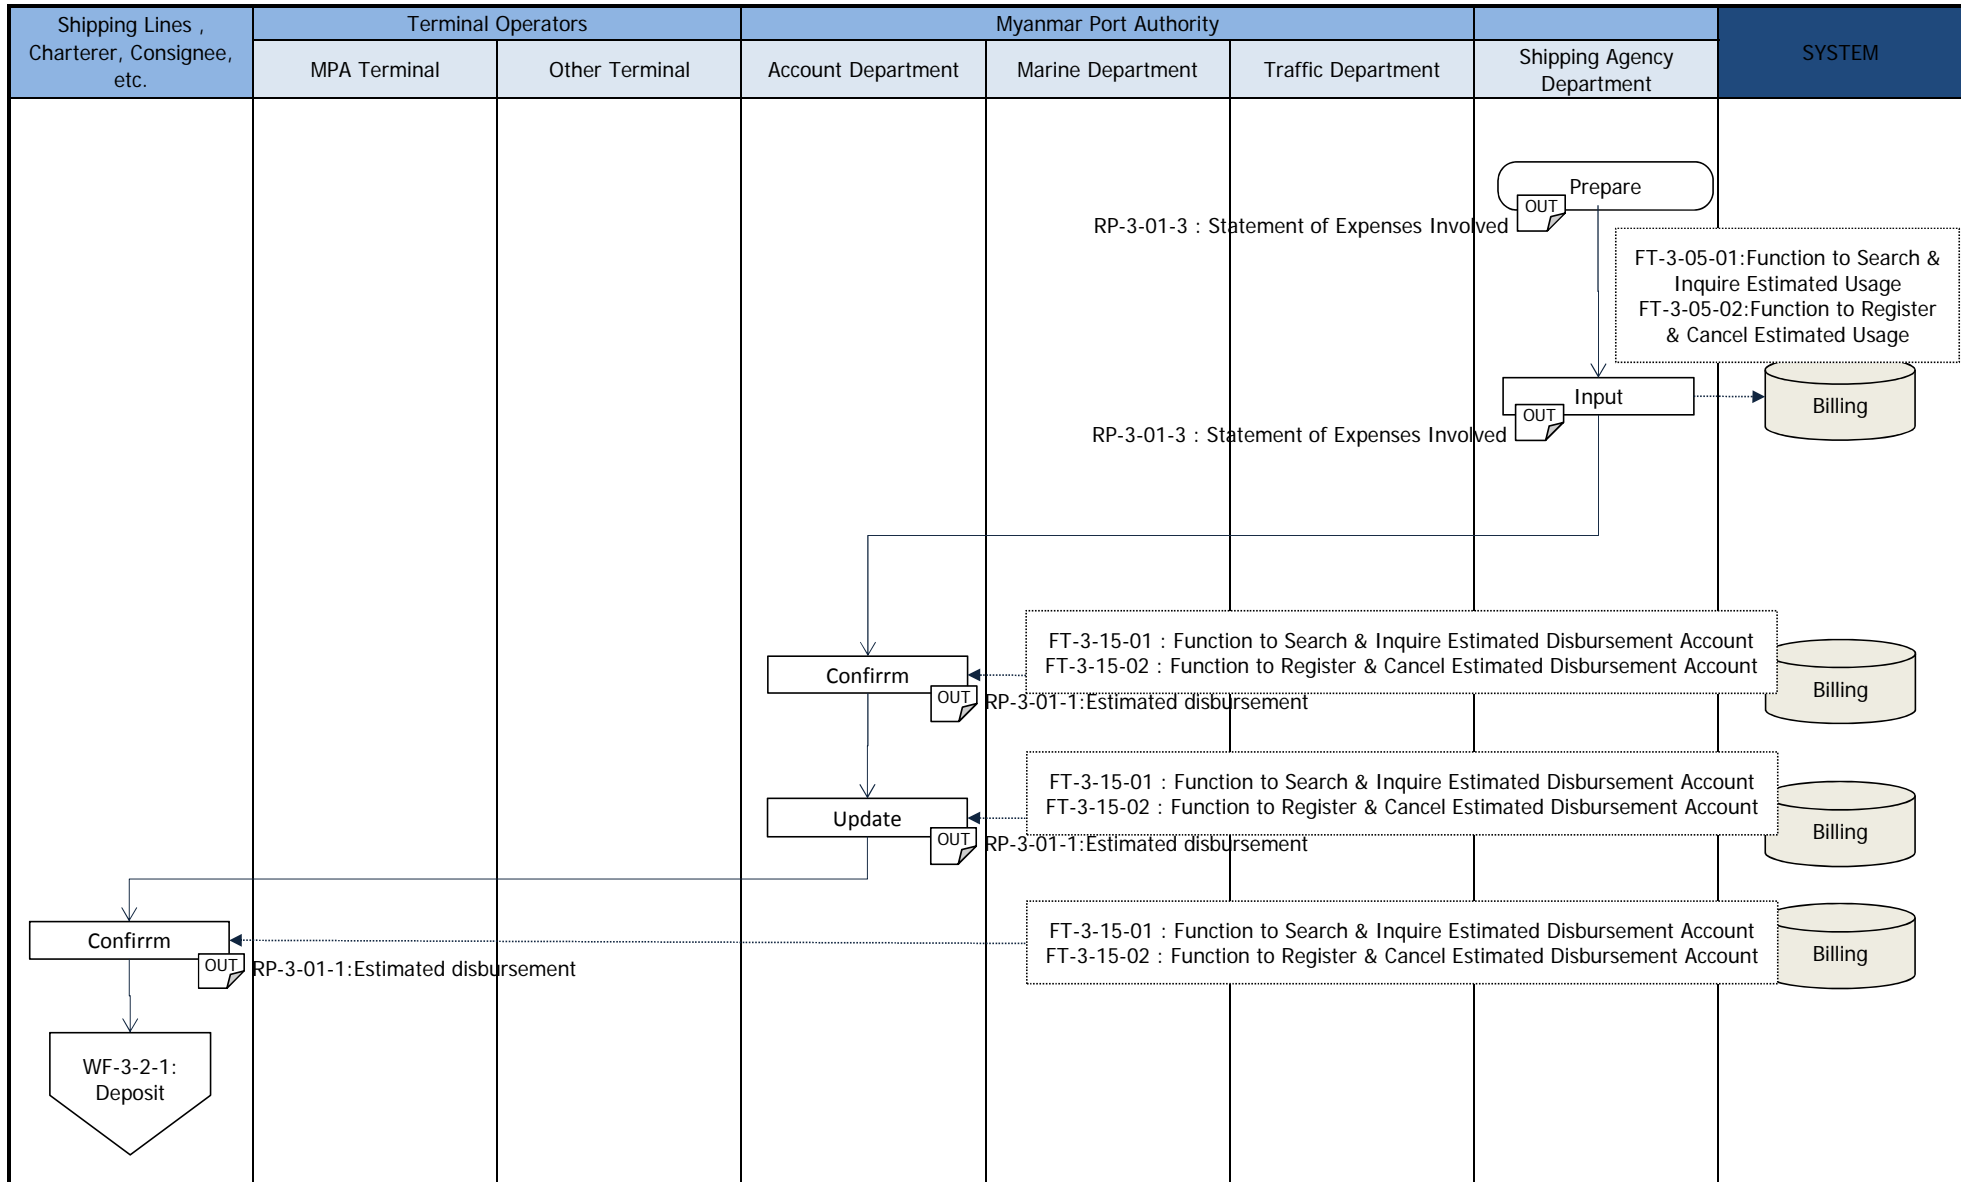 Shipping Lines ,
Charterer, Consignee,
etc.
Terminal Operators
Myanmar Port Authority
SYSTEM
MPA Terminal
Other Terminal
Account Department
Marine Department
Traffic Department
Shipping Agency
Department
Prepare
OUT
RP-3-01-3 : Statement of Expenses Involved
FT-3-05-01:Function to Search &
Inquire Estimated Usage
FT-3-05-02:Function to Register
& Cancel Estimated Usage
Input
Billing
OUT
RP-3-01-3 : Statement of Expenses Involved
FT-3-15-01 : Function to Search & Inquire Estimated Disbursement Account
FT-3-15-02 : Function to Register & Cancel Estimated Disbursement Account
Confirrm
Billing
OUT
RP-3-01-1:Estimated disbursement
FT-3-15-01 : Function to Search & Inquire Estimated Disbursement Account
FT-3-15-02 : Function to Register & Cancel Estimated Disbursement Account
Update
Billing
OUT
RP-3-01-1:Estimated disbursement
FT-3-15-01 : Function to Search & Inquire Estimated Disbursement Account
FT-3-15-02 : Function to Register & Cancel Estimated Disbursement Account
Confirrm
Billing
OUT
RP-3-01-1:Estimated disbursement
WF-3-2-1:
Deposit